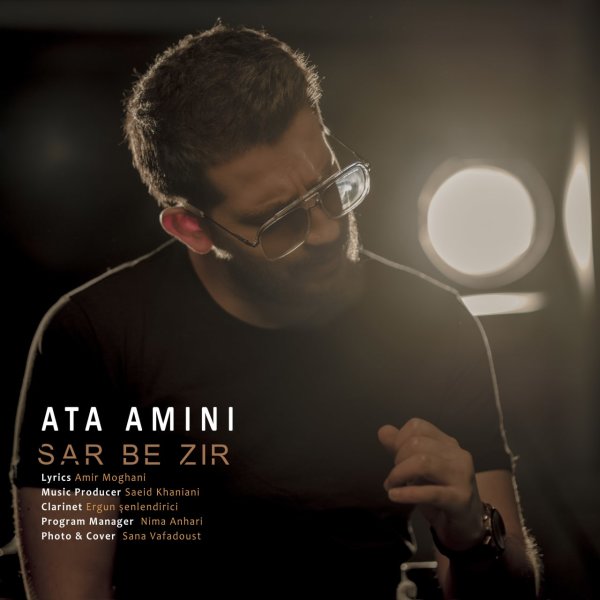 ATA AMINI
SAR BE ZIR
Lyrics Amir Moghani
Music Producer Saeid Khaniani
Clarinet Ergun şenlendirici
Program Manager Nima Anhari
Photo & Cover Sana Vafadoust